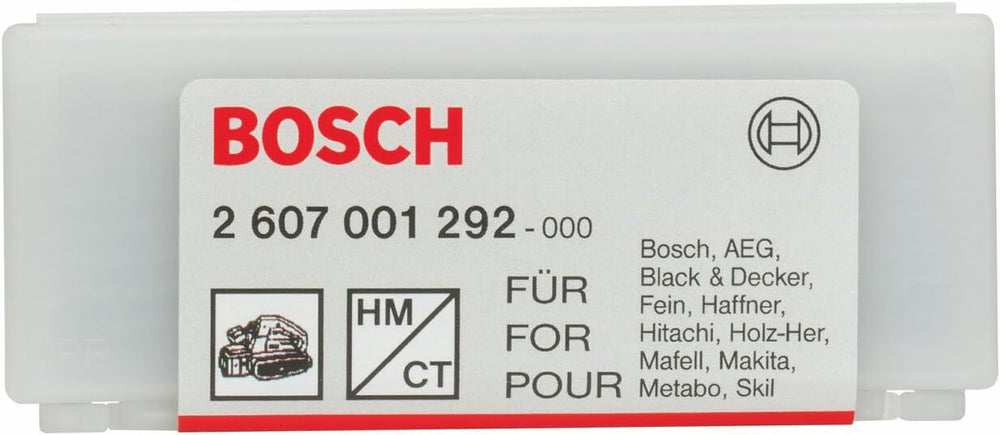 BOSCH
2 607 001 292 - 000
HM
CT
FÜR
FOR
POUR
Bosch, AEG,
Black & Decker,
Fein, Haffner,
Hitachi, Holz-Her,
Mafell, Makita,
Metabo, Skil
PP